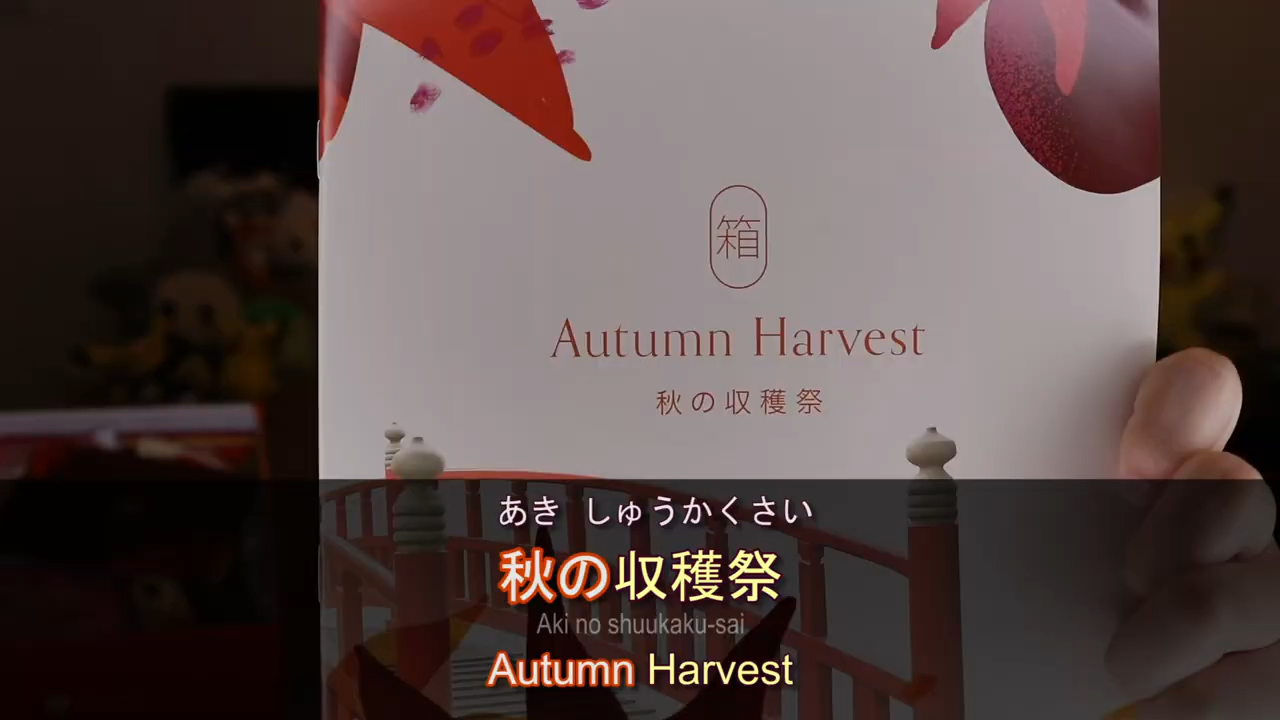 箱
Autumn Harvest
秋の収穫祭
あき しゅうかくさい
秋の収穫祭
Aki no shuukaku-sai
Autumn Harvest